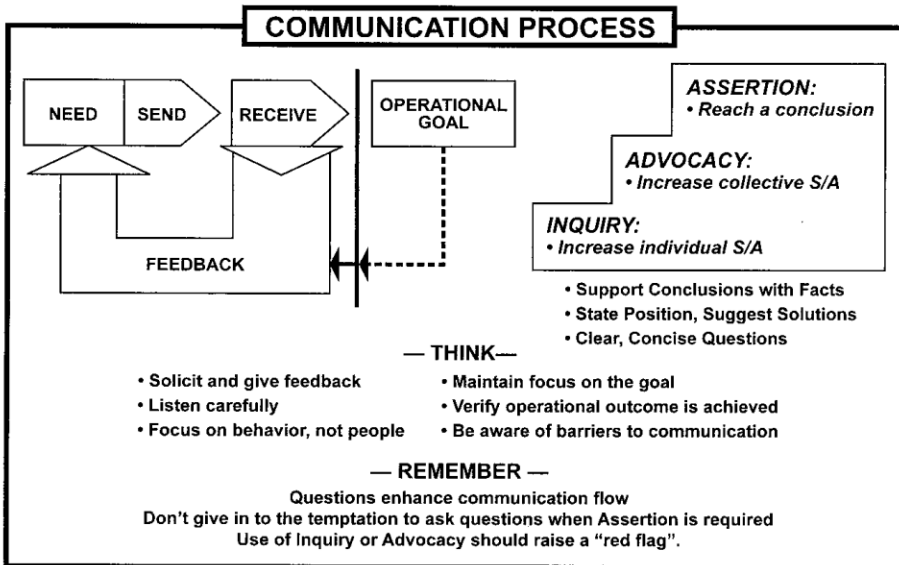 COMMUNICATION PROCESS
NEED
SEND
RECEIVE
OPERATIONAL
GOAL
FEEDBACK
ASSERTION:
• Reach a conclusion
ADVOCACY:
• Increase collective S/A
INQUIRY:
• Increase individual S/A
• Support Conclusions with Facts
• State Position, Suggest Solutions
• Clear, Concise Questions
— THINK—
• Solicit and give feedback
• Listen carefully
• Focus on behavior, not people
• Maintain focus on the goal
• Verify operational outcome is achieved
• Be aware of barriers to communication
— REMEMBER —
Questions enhance communication flow
Don't give in to the temptation to ask questions when Assertion is required
Use of Inquiry or Advocacy should raise a “red flag”.